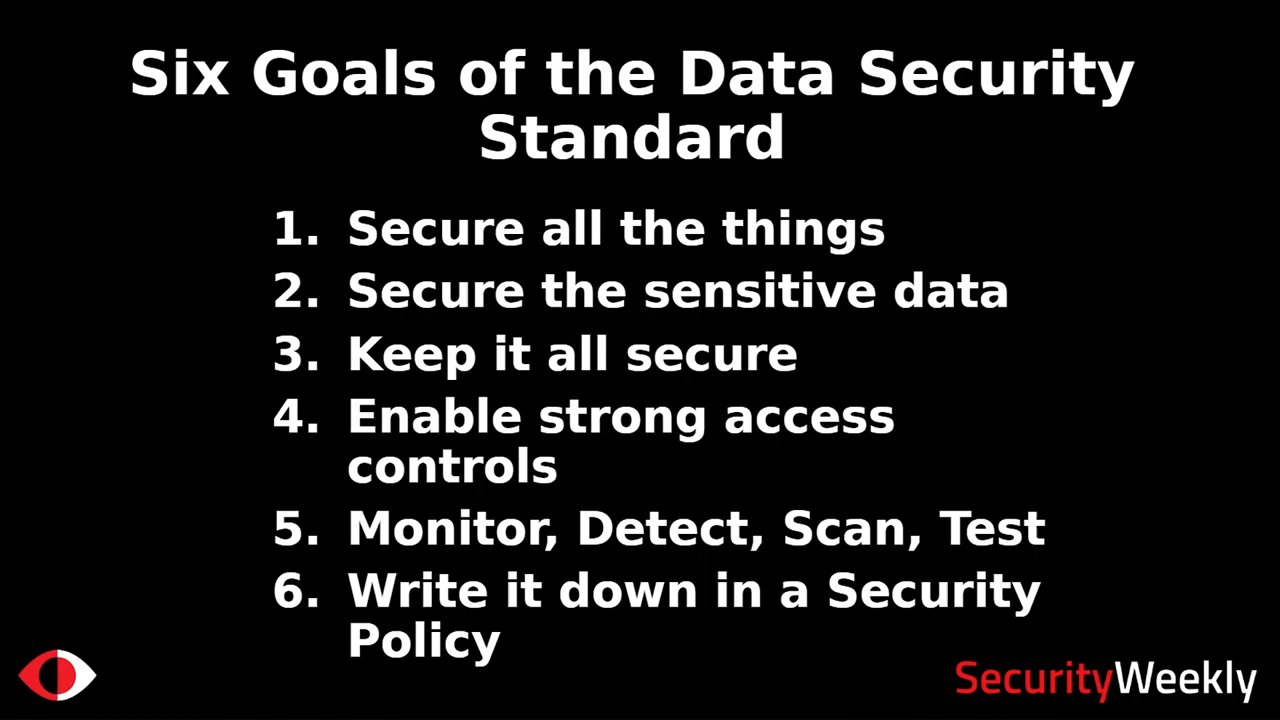 Six Goals of the Data Security
Standard
1. Secure all the things
2. Secure the sensitive data
3. Keep it all secure
4. Enable strong access
controls
5. Monitor, Detect, Scan, Test
6. Write it down in a Security
Policy
SecurityWeekly